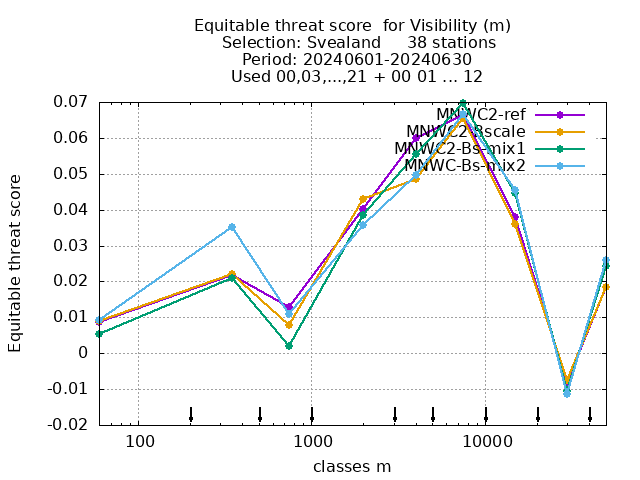 Equitable threat score  for Visibility (m)
Selection: Svealand     38 stations
Period: 20240601-20240630
Used 00,03,...,21 + 00 01 ... 12
MNWC2-ref
MNWC2-Bscale
MNWC2-Bs-mix1
MNWC-Bs-mix2
0.07
0.06
0.05
0.04
0.03
0.02
0.01
0
-0.01
-0.02
Equitable threat score
100
1000
10000
classes m